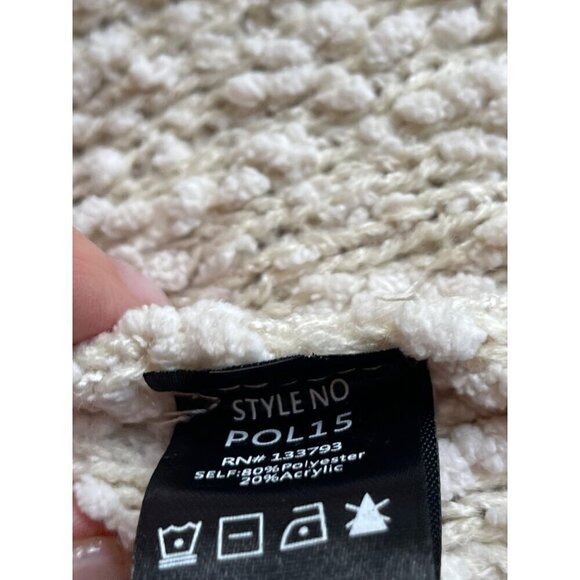 STYLE NO
POL15
RN# 133793
SELF:80%Polyester
20%Acrylic